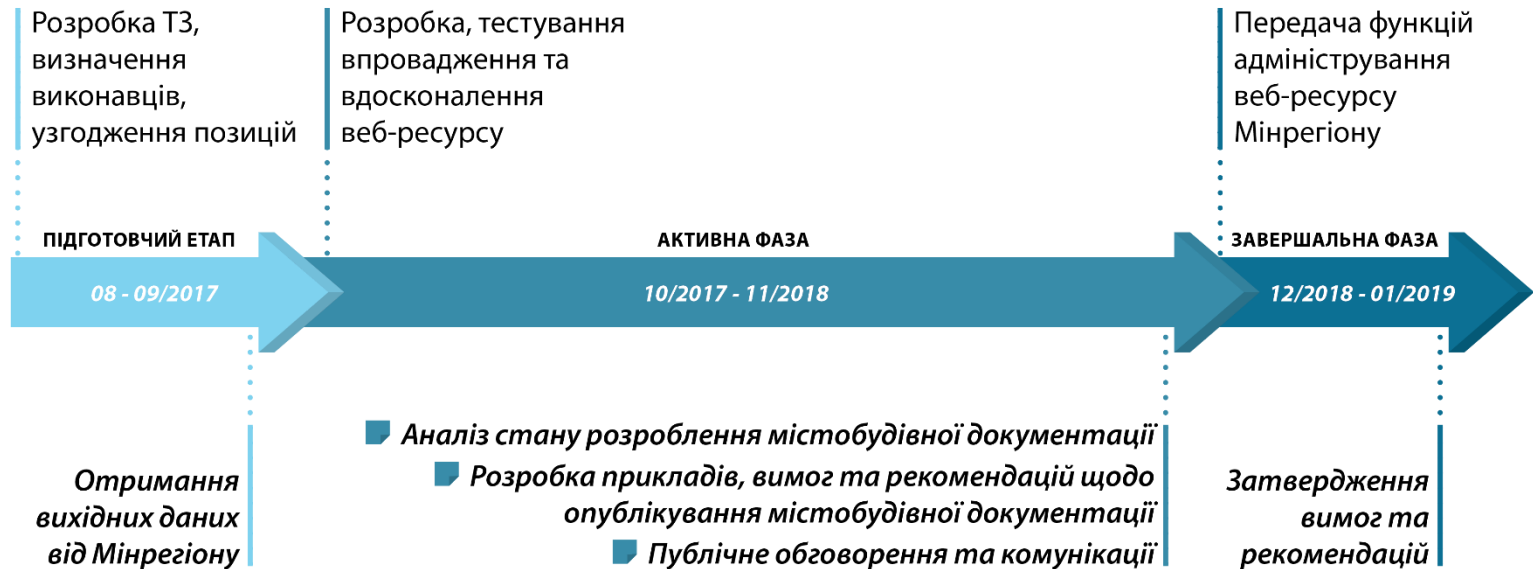 Розробка ТЗ,
визначення
виконавців,
узгодження позицій
Розробка, тестування
впровадження та
вдосконалення
веб-ресурсу
Передача функцій
адміністрування
веб-ресурсу
Мінрегіону
ПІДГОТОВЧИЙ ЕТАП
АКТИВНА ФАЗА
ЗАВЕРШАЛЬНА ФАЗА
08 - 09/2017
10/2017 - 11/2018
12/2018 - 01/2019
Отримання
вихідних даних
від Мінрегіону
Аналіз стану розроблення містобудівної документації
Розробка прикладів, вимог та рекомендацій щодо
опублікування містобудівної документації
Публічне обговорення та комунікації
Затвердження
вимог та
рекомендацій